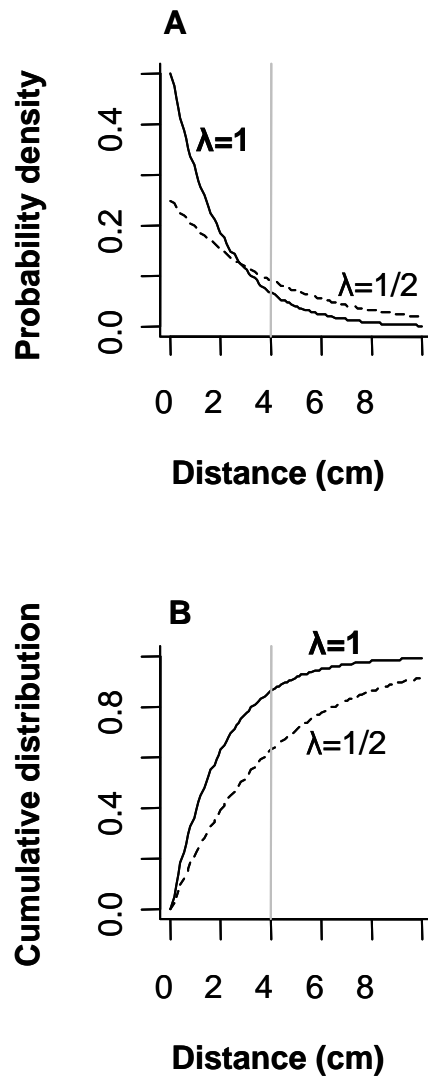 A
Probability density
0.4
0.2
0.0
λ=1
λ=1/2
0 2 4 6 8
Distance (cm)
B
Cumulative distribution
0.8
0.4
0.0
λ=1
λ=1/2
0 2 4 6 8
Distance (cm)